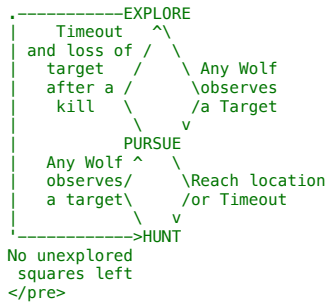 .-----------EXPLORE
|    Timeout   ^\
| and loss of /  \
|   target   /    \ Any Wolf
|   after a /      \observes
|    kill   \      /a Target
|            \    v
|           PURSUE
|   Any Wolf ^   \
|   observes/     \Reach location
|   a target\     /or Timeout
|            \   v
'------------>HUNT
No unexplored
 squares left
</pre>